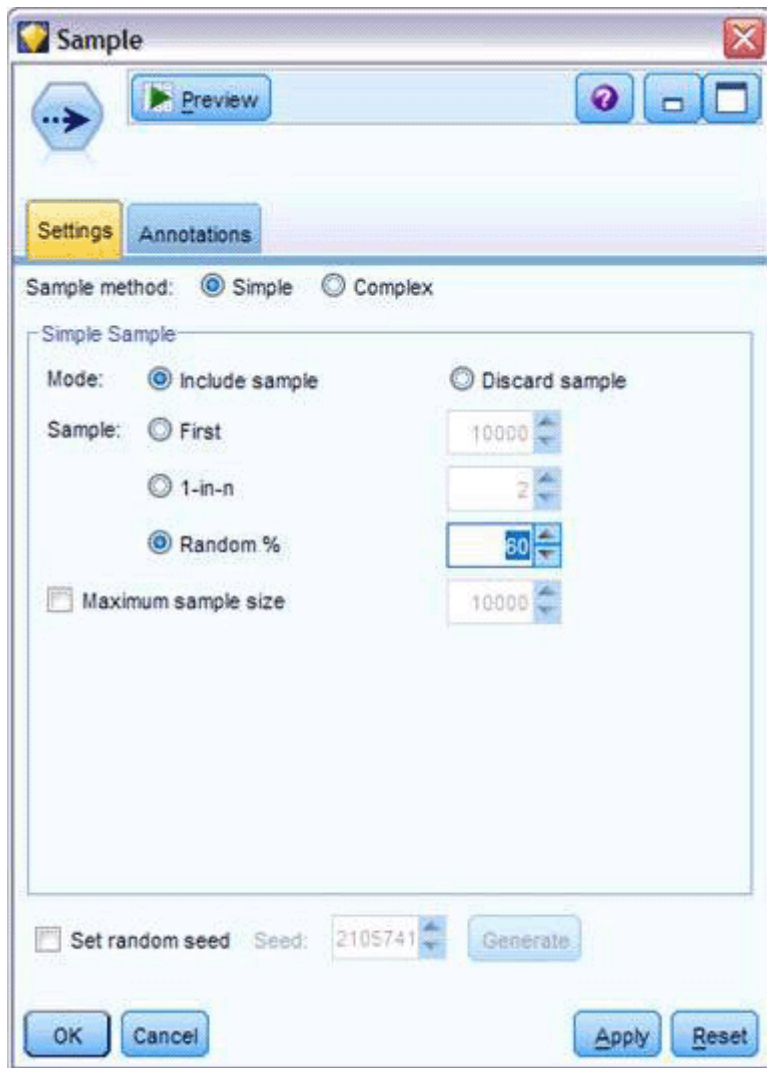 Sample
Preview
Settings Annotations
Sample method: Simple Complex
Simple Sample
Mode: Include sample Discard sample
Sample: First 10000
1-in-n 2
Random % 60
Maximum sample size 10000
Set random seed Seed: 2105741 Generate
OK Cancel Apply Reset